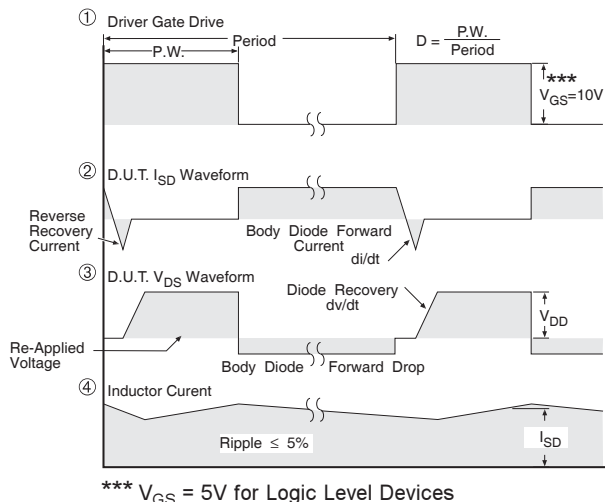 ① Driver Gate Drive
Period
P.W.
D = P.W. / Period
***
VGS=10V
② D.U.T. ISD Waveform
Reverse
Recovery
Current
Body Diode Forward
Current
di/dt
③ D.U.T. VDS Waveform
Diode Recovery
dv/dt
VDD
Re-Applied
Voltage
Body Diode Forward Drop
④ Inductor Curent
Ripple ≤ 5%
ISD
*** VGS = 5V for Logic Level Devices